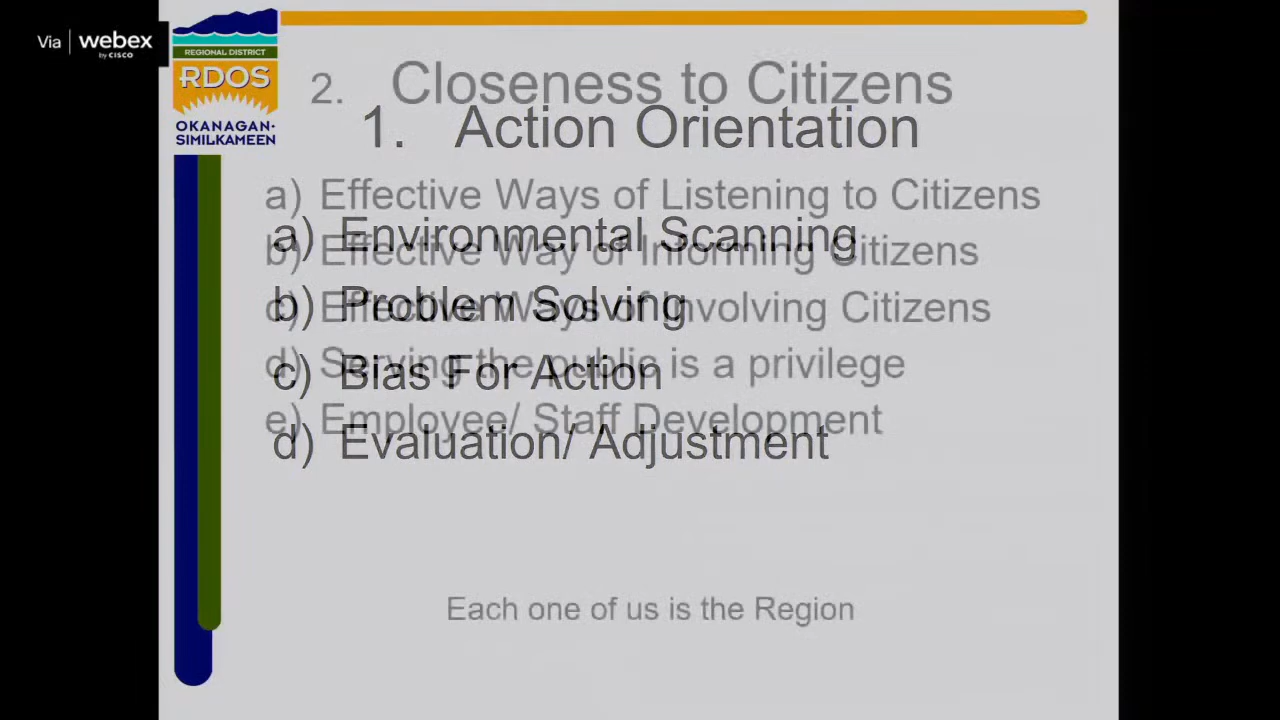 Via webex
by CISCO
REGIONAL DISTRICT
RDOS
OKANAGAN-
SIMILKAMEEN
2. Closeness to Citizens
1. Action Orientation
a) Effective Ways of Listening to Citizens
a) Environmental Scanning
b) Effective Way of Informing Citizens
b) Problem Solving
c) Effective Ways of Involving Citizens
c) Bias For Action
d) Serving the public is a privilege
e) Employee/ Staff Development
d) Evaluation/ Adjustment
Each one of us is the Region